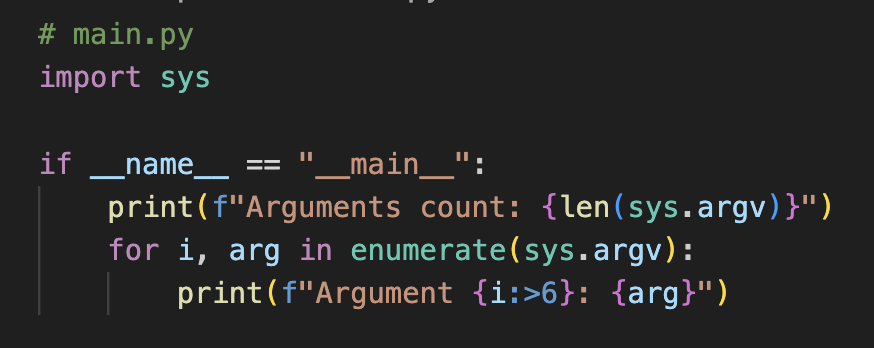 # main.py
import sys

if __name__ == "__main__":
    print(f"Arguments count: {len(sys.argv)}")
    for i, arg in enumerate(sys.argv):
        print(f"Argument {i:>6}: {arg}")